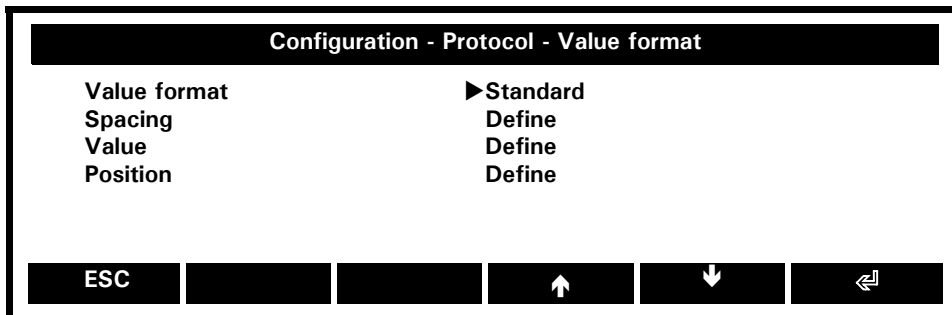 Configuration - Protocol - Value format
Value format ▶Standard
Spacing Define
Value Define
Position Define
ESC ↑ ↓ ↵